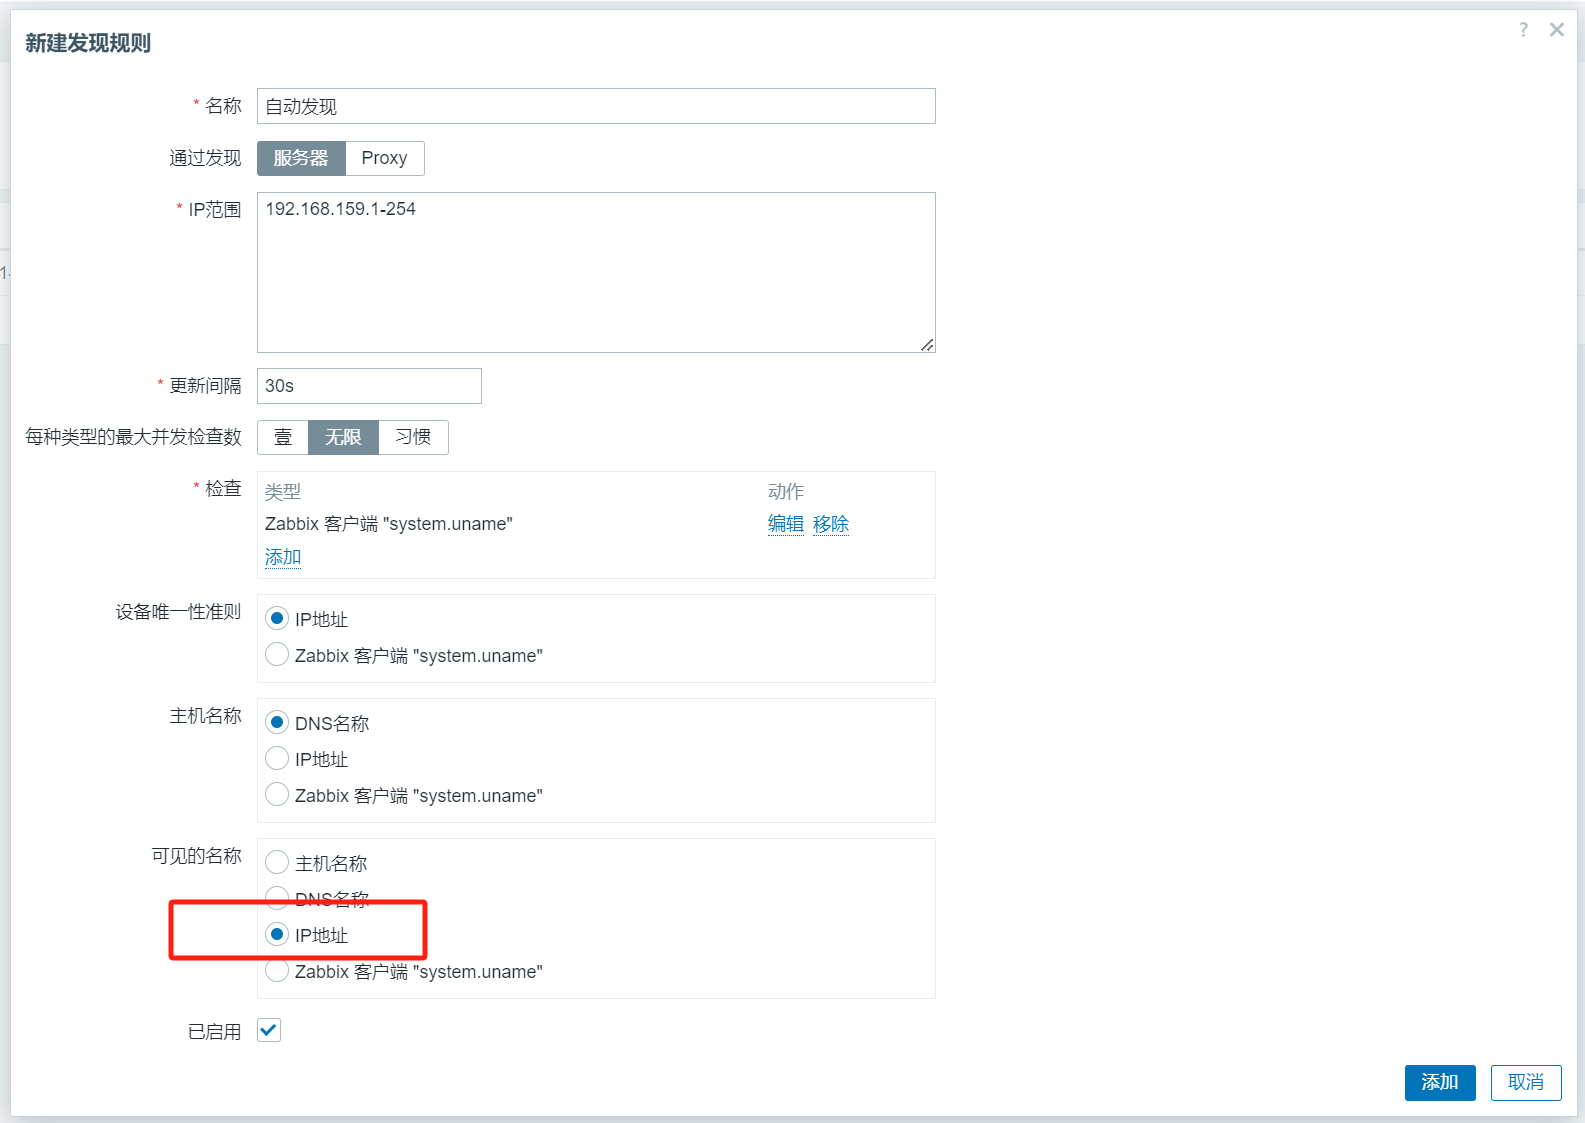 新建发现规则
?
* 名称 自动发现
通过发现 服务器 Proxy
* IP范围 192.168.159.1-254
* 更新间隔 30s
每种类型的最大并发检查数 壹 无限 习惯
* 检查 类型 动作
Zabbix 客户端 "system.uname" 编辑 移除
添加
设备唯一性准则 IP地址
Zabbix 客户端 "system.uname"
主机名称 DNS名称
IP地址
Zabbix 客户端 "system.uname"
可见的名称 主机名称
DNS名称
IP地址
Zabbix 客户端 "system.uname"
已启用
添加 取消